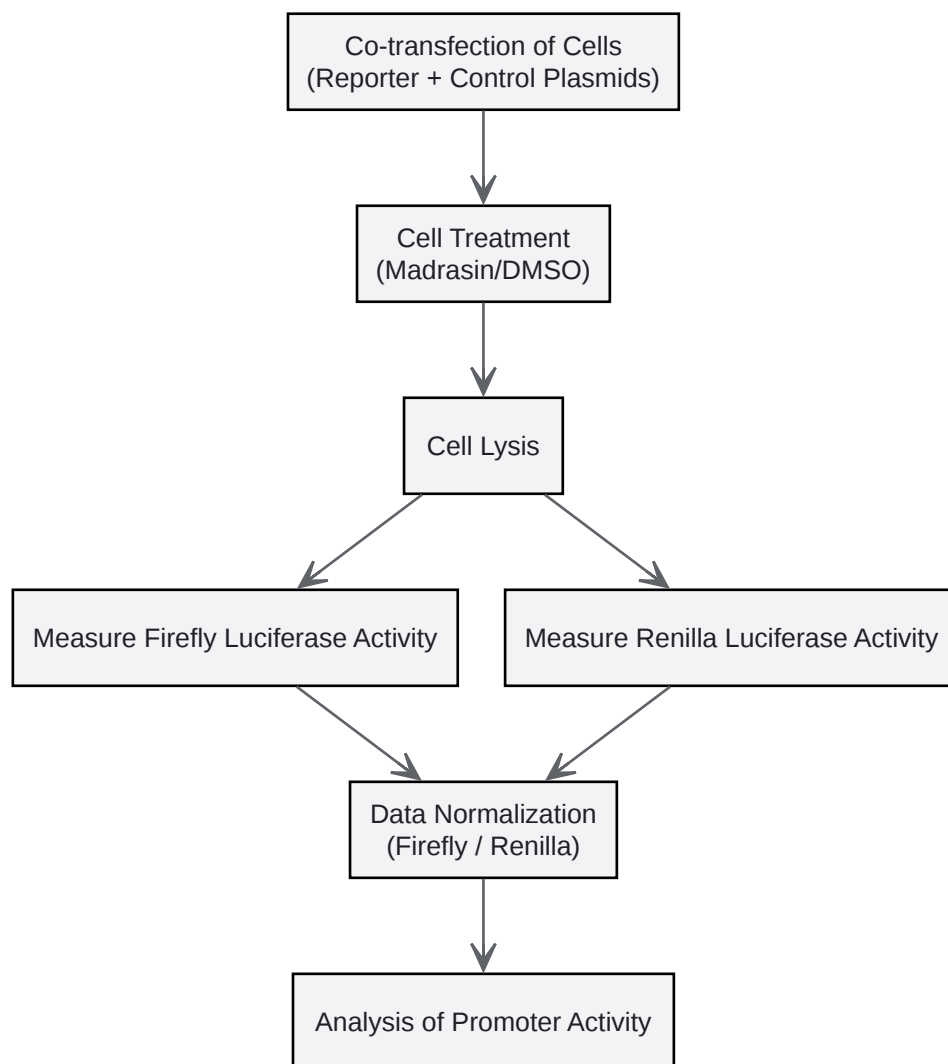 Co-transfection of Cells
(Reporter + Control Plasmids)
Cell Treatment
(Madrasin/DMSO)
Cell Lysis
Measure Firefly Luciferase Activity
Measure Renilla Luciferase Activity
Data Normalization
(Firefly / Renilla)
Analysis of Promoter Activity